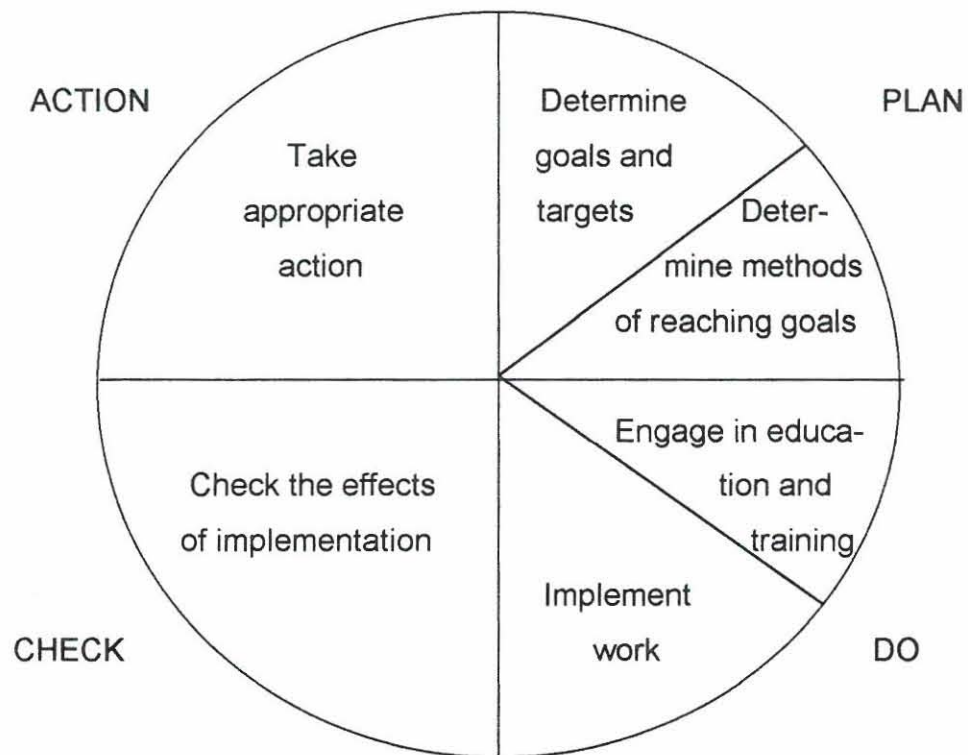 ACTION
PLAN
Determine
goals and
targets
Deter-
mine methods
of reaching goals
Engage in educa-
tion and
training
Implement
work
DO
Check the effects
of implementation
CHECK
Take
appropriate
action